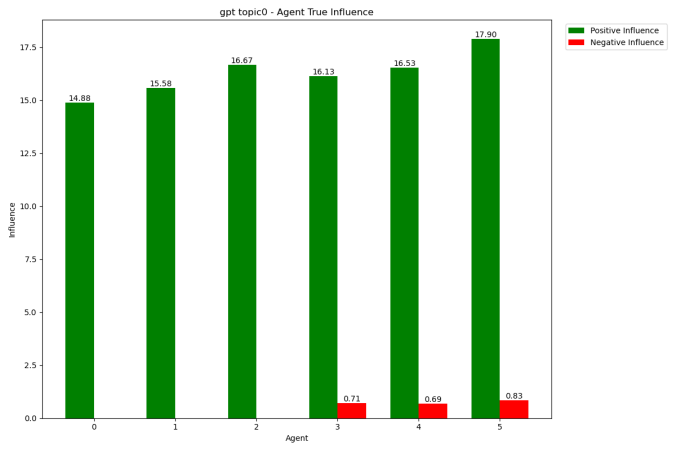 gpt topic0 - Agent True Influence
Positive Influence
Negative Influence
17.90
16.67
16.53
16.13
15.58
14.88
0.71
0.69
0.83
17.5
15.0
12.5
10.0
7.5
5.0
2.5
0.0
Influence
0 1 2 3 4 5
Agent